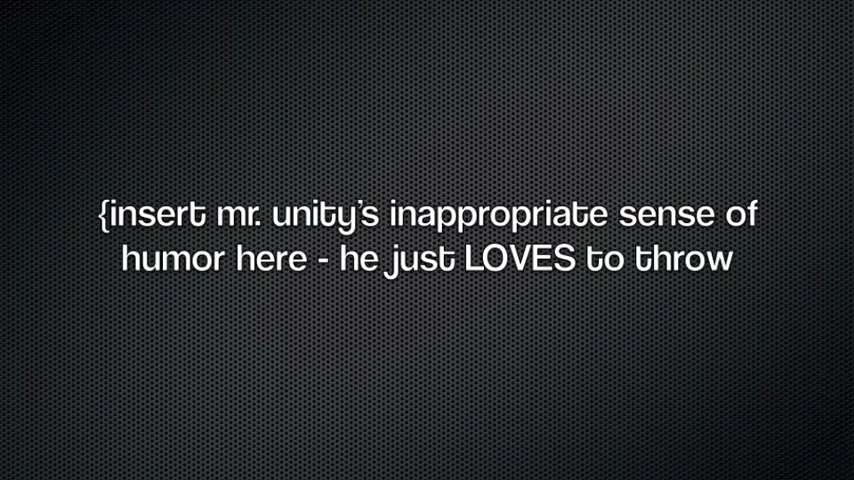 {insert mr. unity's inappropriate sense of
humor here - he just LOVES to throw